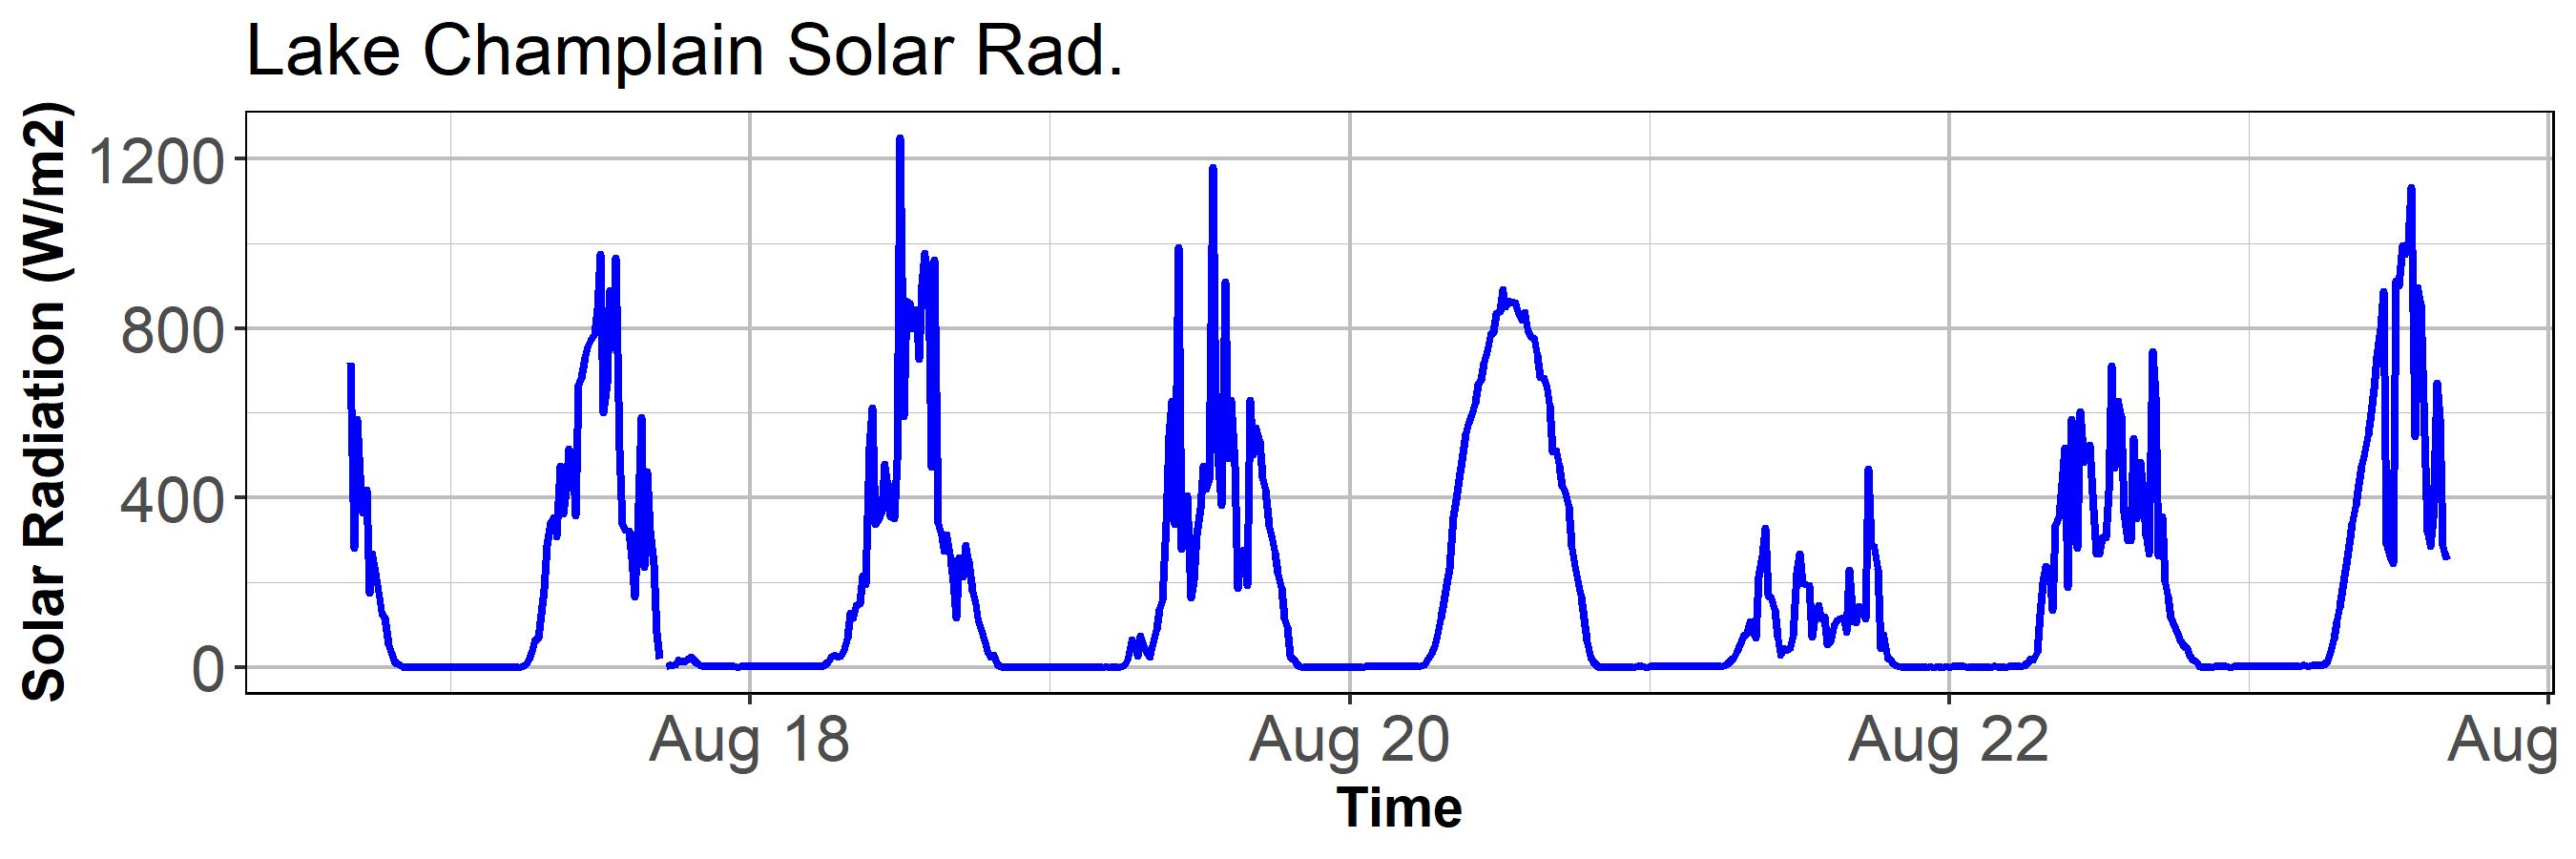 Lake Champlain Solar Rad.
Solar Radiation (W/m2)
1200
800
400
0
Aug 18
Aug 20
Aug 22
Aug
Time